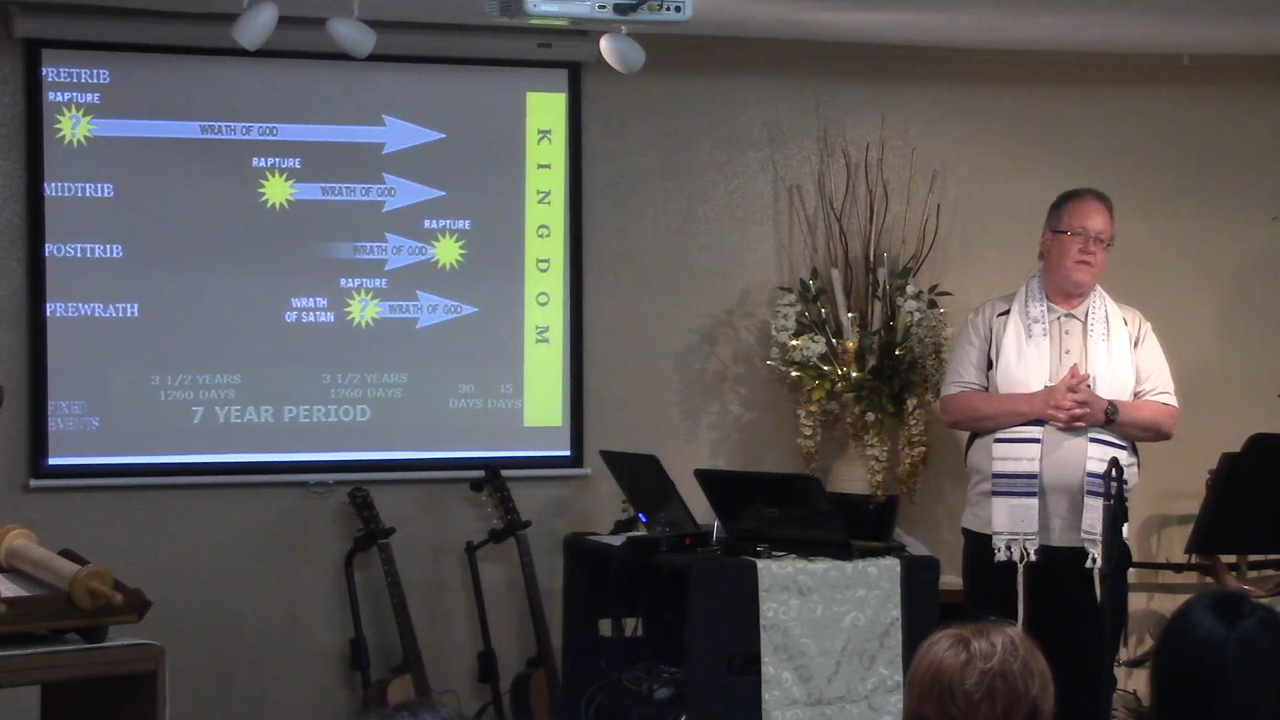 PRETRIB
RAPTURE
?
WRATH OF GOD
RAPTURE
MIDTRIB
WRATH OF GOD
RAPTURE
POSTTRIB
WRATH OF GOD
RAPTURE
PREWRATH
WRATH
OF SATAN
?
WRATH OF GOD
KINGDOM
3 1/2 YEARS
1260 DAYS
3 1/2 YEARS
1260 DAYS
30
DAYS
45
DAYS
7 YEAR PERIOD
FIXED
EVENTS